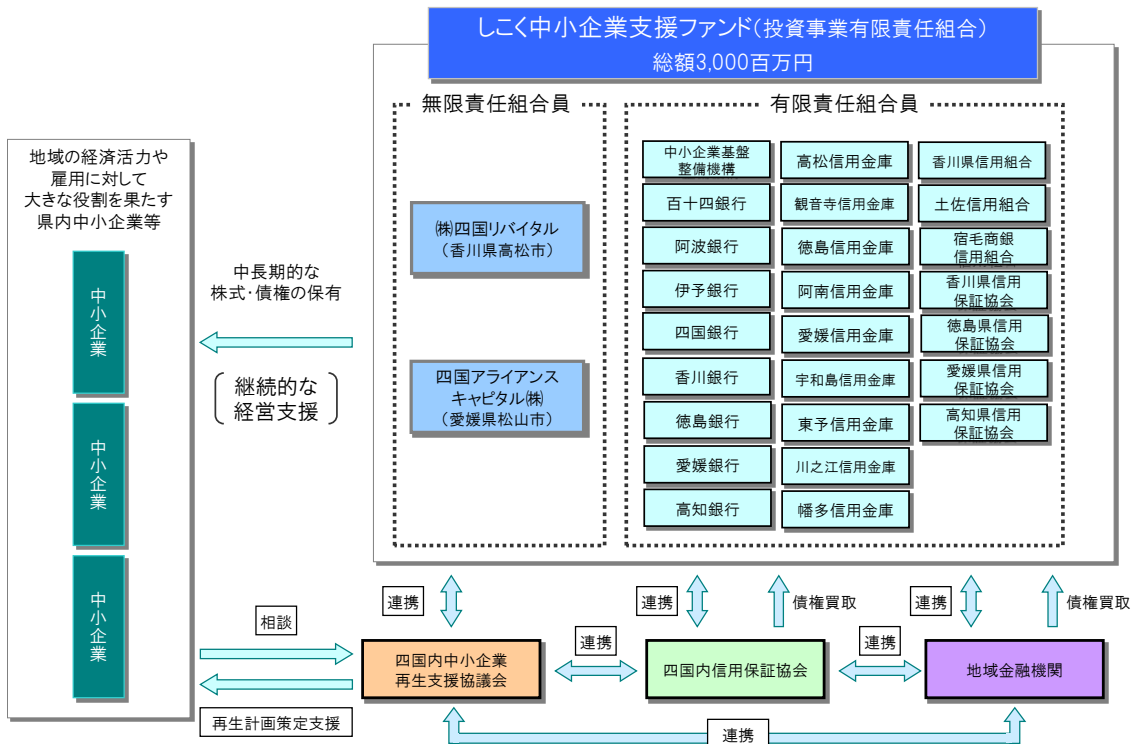 しこく中小企業支援ファンド（投資事業有限責任組合）
総額3,000百万円
無限責任組合員
㈱四国リバイタル
（香川県高松市）
四国アライアンス
キャピタル㈱
（愛媛県松山市）
有限責任組合員
中小企業基盤
整備機構
百十四銀行
阿波銀行
伊予銀行
四国銀行
香川銀行
徳島銀行
愛媛銀行
高知銀行
高松信用金庫
観音寺信用金庫
徳島信用金庫
阿南信用金庫
愛媛信用金庫
宇和島信用金庫
東予信用金庫
川之江信用金庫
幡多信用金庫
香川県信用組合
土佐信用組合
宿毛商銀
信用組合
香川県信用
保証協会
徳島県信用
保証協会
愛媛県信用
保証協会
高知県信用
保証協会
地域の経済活力や
雇用に対して
大きな役割を果たす
県内中小企業等
中小企業
中小企業
中小企業
中長期的な
株式・債権の保有
継続的な
経営支援
連携
連携
債権買取
連携
債権買取
相談
再生計画策定支援
四国内中小企業
再生支援協議会
連携
四国内信用保証協会
連携
地域金融機関
連携